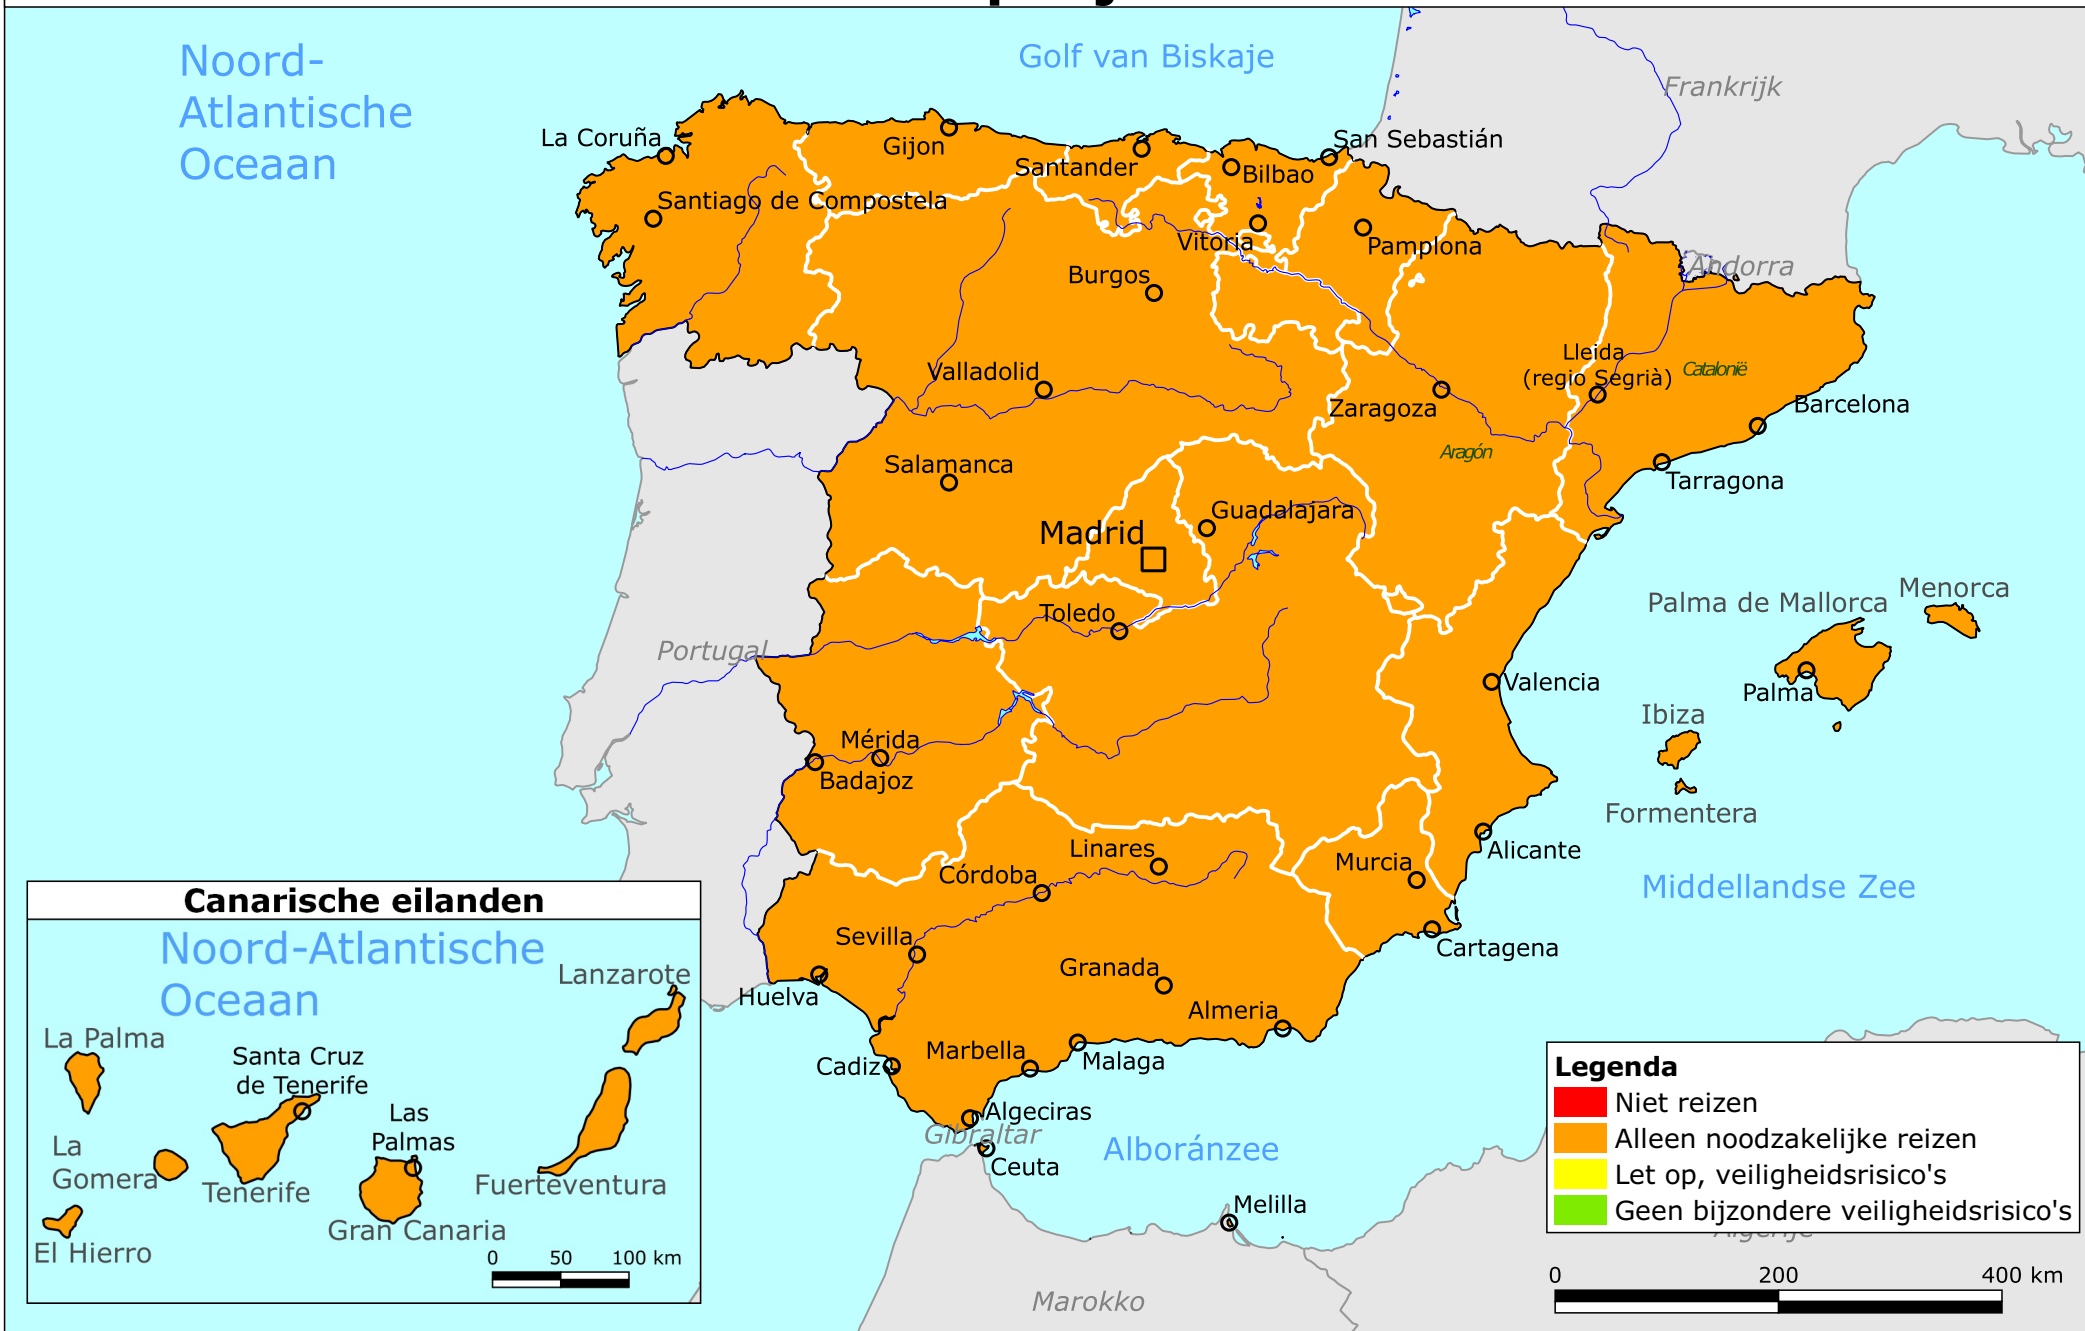 Noord-
Atlantische
Oceaan
Golf van Biskaje
Frankrijk
La Coruña
Gijon
Santander
San Sebastián
Bilbao
Santiago de Compostela
Vitoria
Pamplona
Andorra
Burgos
Valladolid
Lleida
(regio Segrià)
Catalonië
Zaragoza
Barcelona
Aragón
Salamanca
Tarragona
Guadalajara
Madrid
Toledo
Menorca
Palma de Mallorca
Portugal
Valencia
Palma
Ibiza
Mérida
Badajoz
Formentera
Linares
Alicante
Córdoba
Murcia
Middellandse Zee
Sevilla
Cartagena
Granada
Huelva
Almeria
Marbella
Malaga
Cadiz
Algeciras
Gibraltar
Alboránzee
Ceuta
Melilla
Marokko
Algerije
Canarische eilanden
Noord-Atlantische
Oceaan
Lanzarote
La Palma
Santa Cruz
de Tenerife
Las
Palmas
La
Gomera
Tenerife
Fuerteventura
Gran Canaria
El Hierro
0 50 100 km
Legenda
Niet reizen
Alleen noodzakelijke reizen
Let op, veiligheidsrisico's
Geen bijzondere veiligheidsrisico's
0 200 400 km